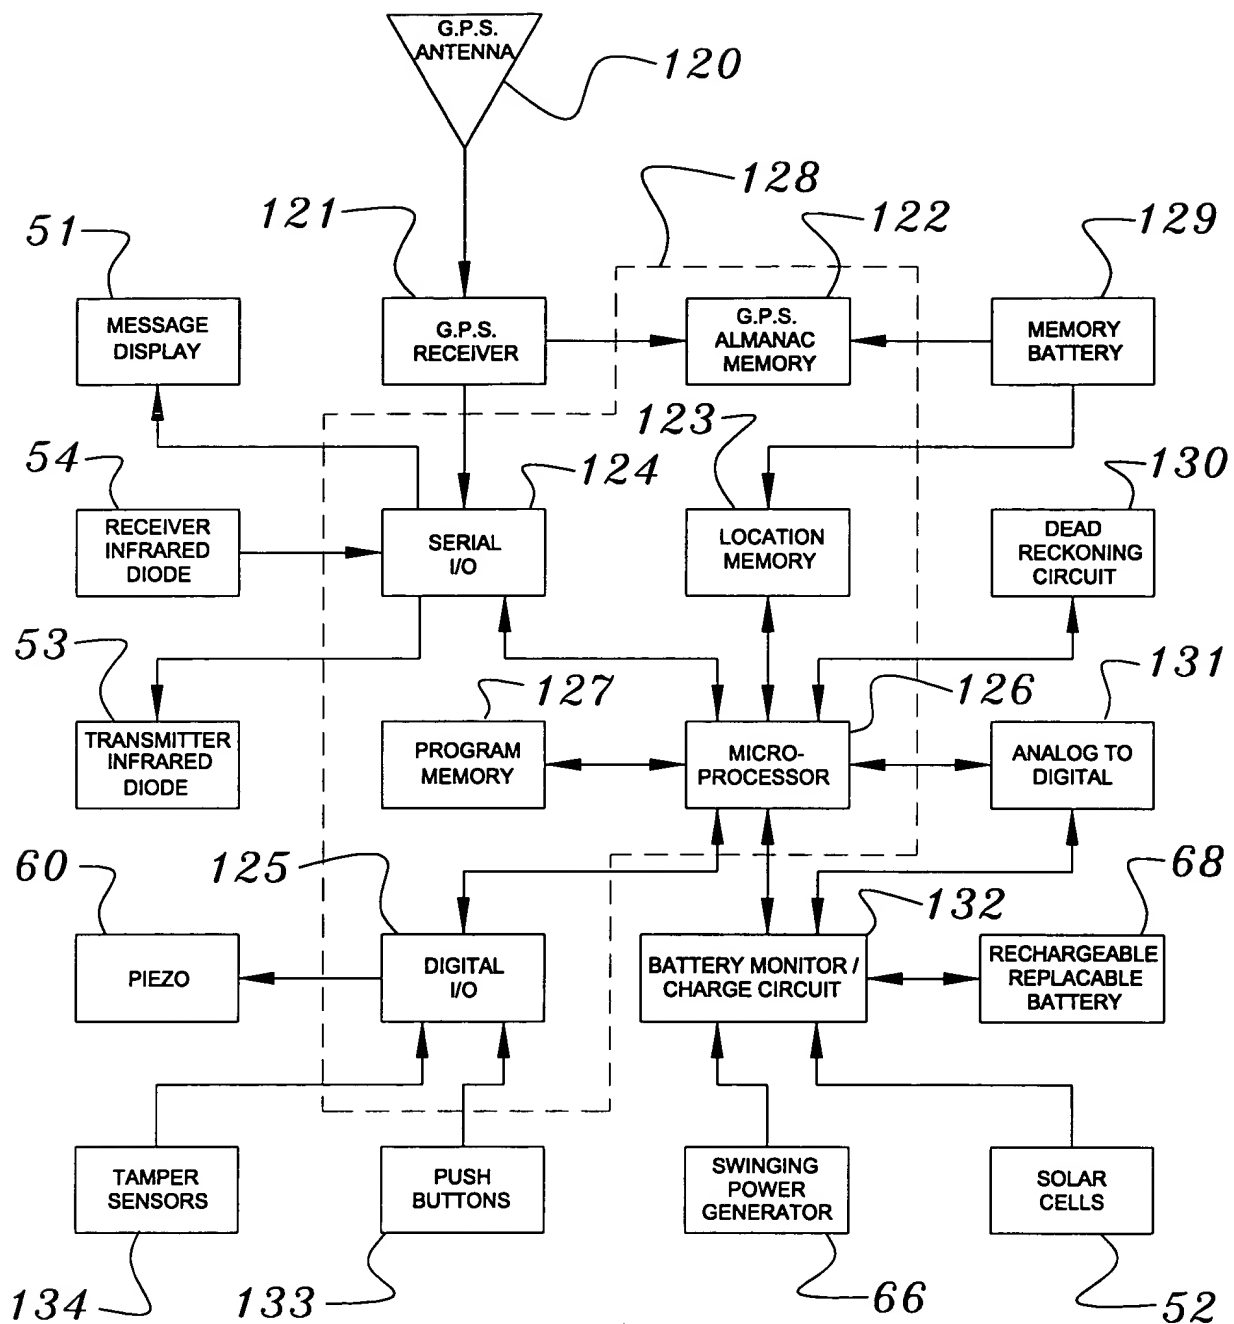 G.P.S.
ANTENNA
120
128
121
122
129
51
MESSAGE
DISPLAY
G.P.S.
RECEIVER
G.P.S.
ALMANAC
MEMORY
MEMORY
BATTERY
54
124
123
130
RECEIVER
INFRARED
DIODE
SERIAL
I/O
LOCATION
MEMORY
DEAD
RECKONING
CIRCUIT
53
127
126
131
TRANSMITTER
INFRARED
DIODE
PROGRAM
MEMORY
MICRO-
PROCESSOR
ANALOG TO
DIGITAL
60
125
132
68
PIEZO
DIGITAL
I/O
BATTERY MONITOR /
CHARGE CIRCUIT
RECHARGEABLE
REPLACABLE
BATTERY
TAMPER
SENSORS
PUSH
BUTTONS
SWINGING
POWER
GENERATOR
SOLAR
CELLS
134
133
66
52